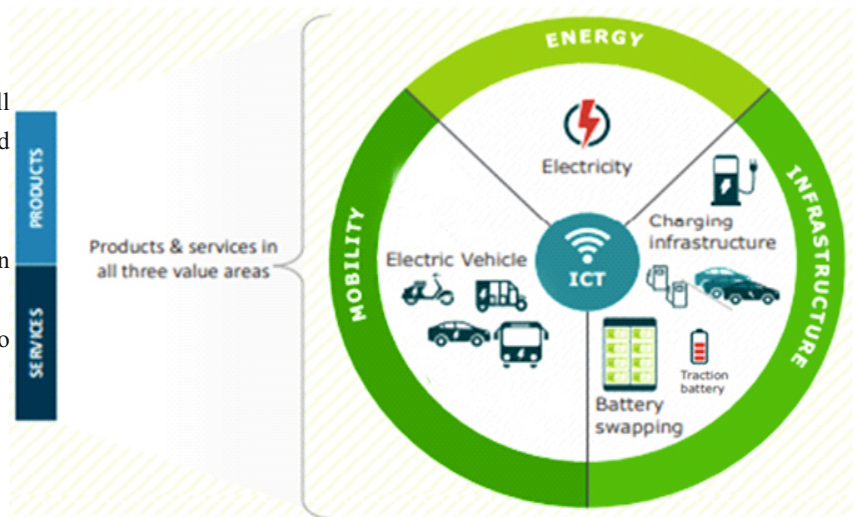 ll
d
n
o
PRODUCTS
SERVICES
Products & services in
all three value areas
ENERGY
MOBILITY
INFRASTRUCTURE
Electricity
ICT
Electric Vehicle
Charging
infrastructure
Battery
swapping
Traction
battery